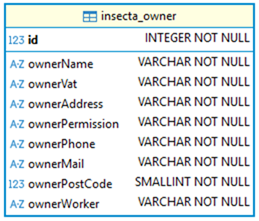 insecta_owner
123 id INTEGER NOT NULL
A-Z ownerName VARCHAR NOT NULL
A-Z ownerVat VARCHAR NOT NULL
A-Z ownerAddress VARCHAR NOT NULL
A-Z ownerPermission VARCHAR NOT NULL
A-Z ownerPhone VARCHAR NOT NULL
A-Z ownerMail VARCHAR NOT NULL
123 ownerPostCode SMALLINT NOT NULL
A-Z ownerWorker VARCHAR NOT NULL